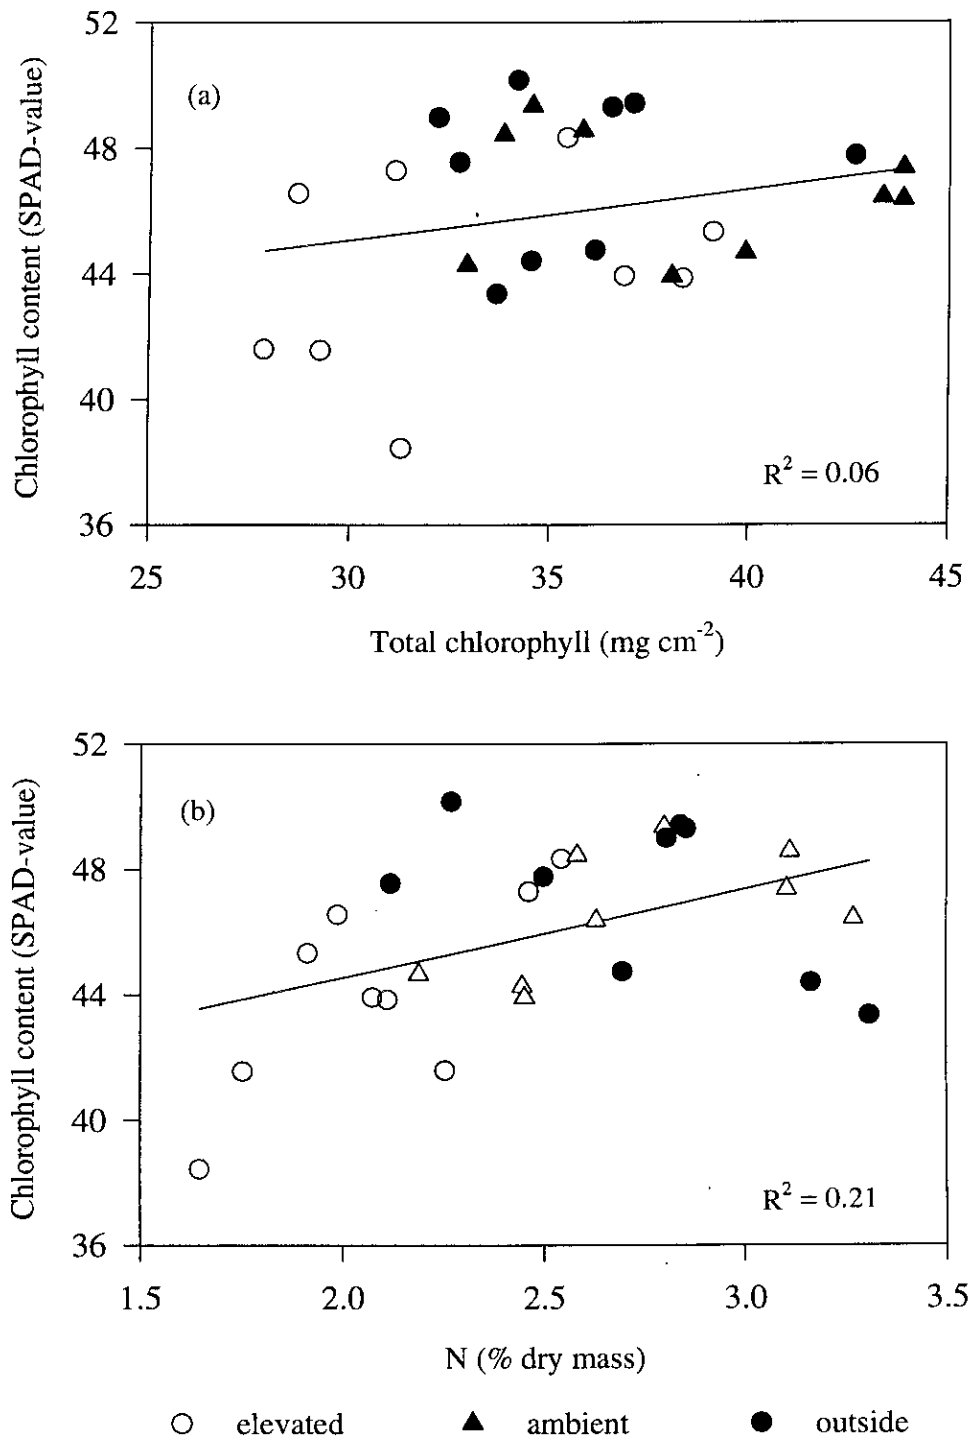 52
(a)
48
44
40
R² = 0.06
36
25 30 35 40 45
Chlorophyll content (SPAD-value)
Total chlorophyll (mg cm⁻²)
52
(b)
48
44
40
R² = 0.21
36
1.5 2.0 2.5 3.0 3.5
Chlorophyll content (SPAD-value)
N (% dry mass)
elevated ambient outside